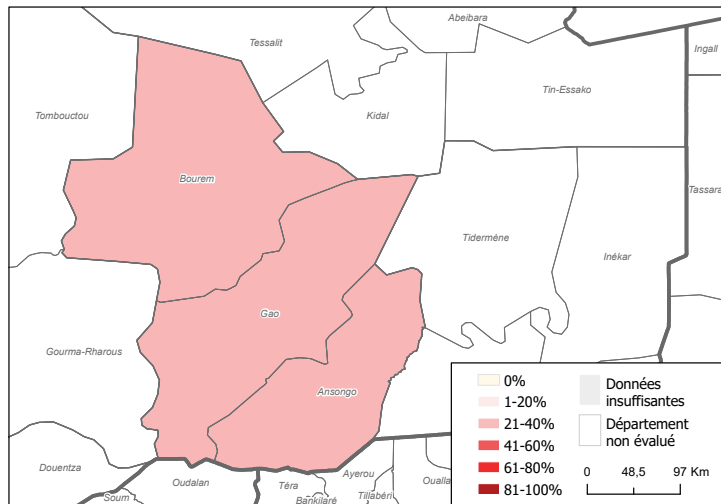 Abeibara
Tessalit
Ingall
Tin-Essako
Tombouctou
Kidal
Bourem
Tassara
Tidermène
Inékar
Gao
Gourma-Rharous
Ansongo
Douentza
Oudalan
Soum
Téra
Bankilaré
Ayerou
Tillabéri
Oualla
0%
1-20%
21-40%
41-60%
61-80%
81-100%
Données
insuffisantes
Département
non évalué
0 48,5 97 Km